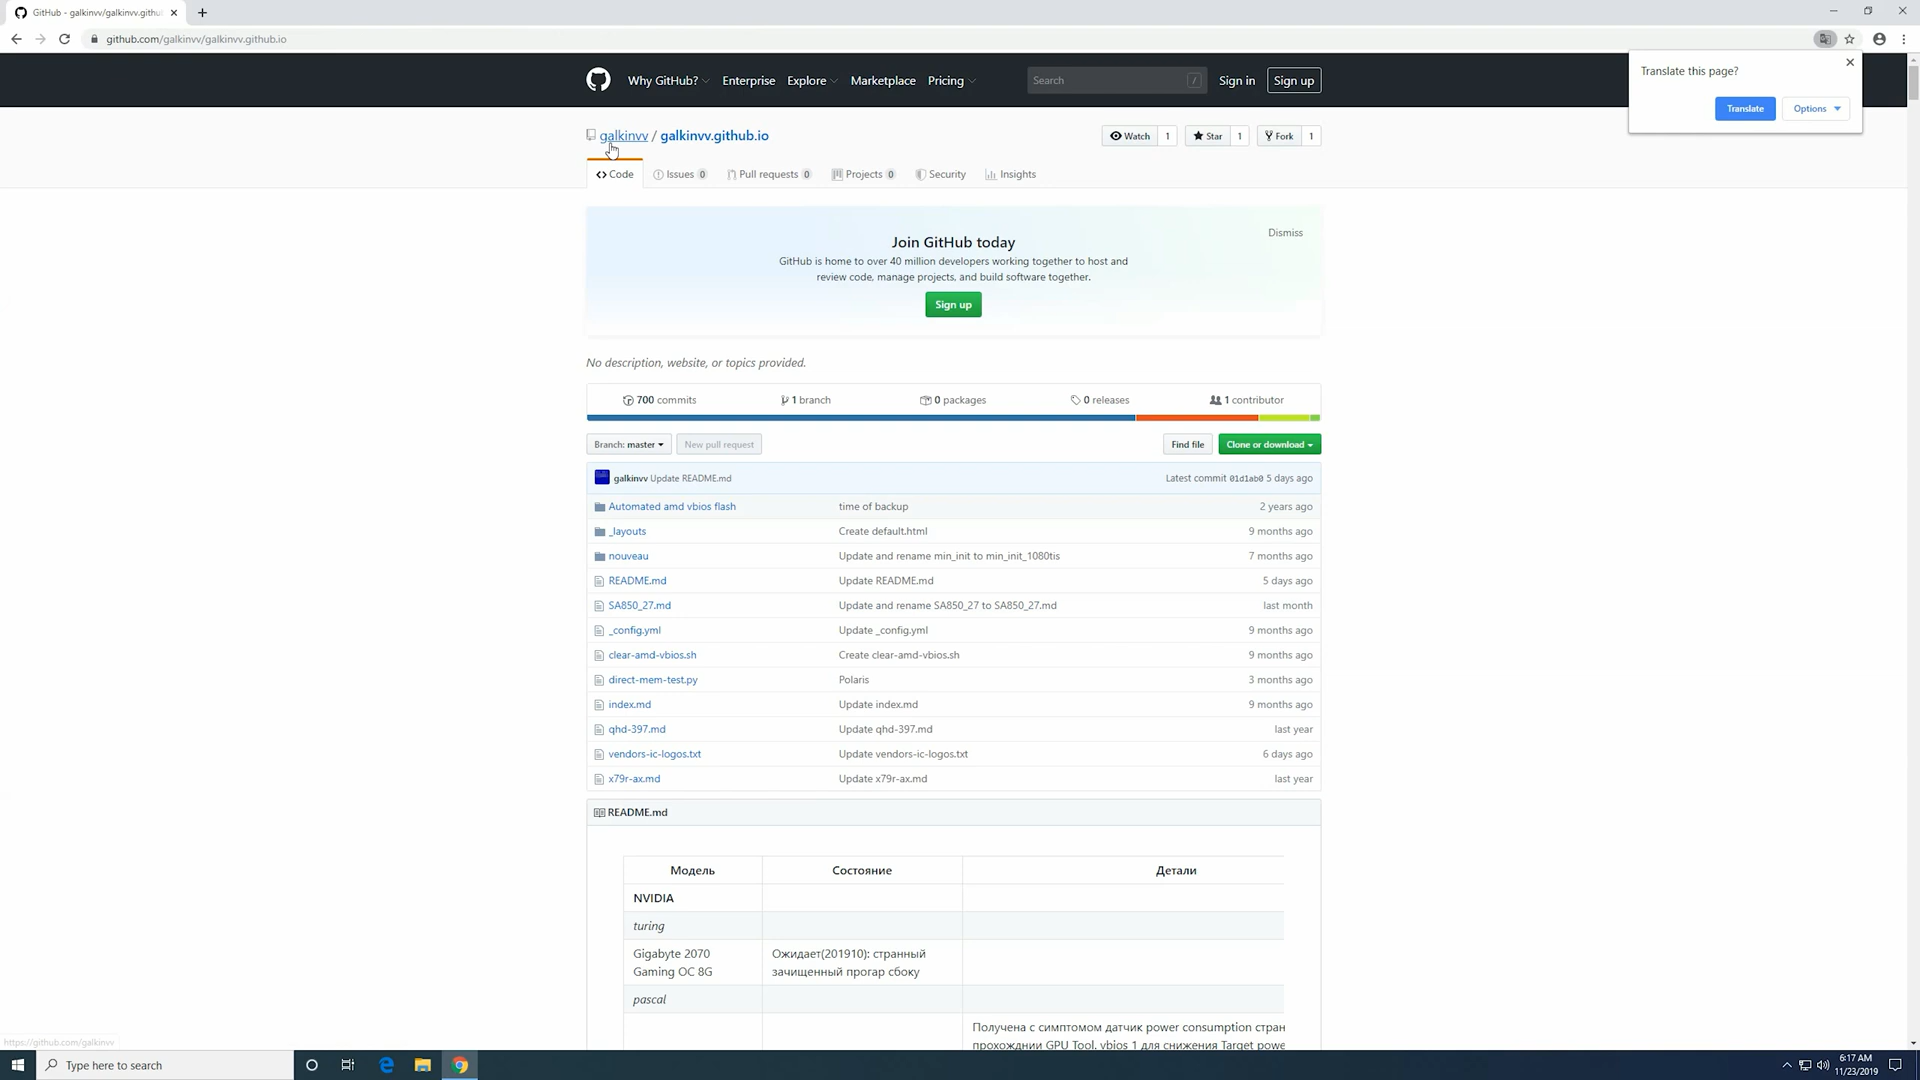 GitHub - galkinvv/galkinvv.githu
github.com/galkinvv/galkinvv.github.io
Translate this page?
Translate
Options
Why GitHub?
Enterprise
Explore
Marketplace
Pricing
Search
/
Sign in
Sign up
galkinvv / galkinvv.github.io
Watch 1
Star 1
Fork 1
Code
Issues 0
Pull requests 0
Projects 0
Security
Insights
Join GitHub today
Dismiss
GitHub is home to over 40 million developers working together to host and
review code, manage projects, and build software together.
Sign up
No description, website, or topics provided.
700 commits
1 branch
0 packages
0 releases
1 contributor
Branch: master
New pull request
Find file
Clone or download
galkinvv Update README.md Latest commit 01d1ab0 5 days ago
Automated amd vbios flash time of backup 2 years ago
_layouts Create default.html 9 months ago
nouveau Update and rename min_init to min_init_1080tis 7 months ago
README.md Update README.md 5 days ago
SA850_27.md Update and rename SA850_27 to SA850_27.md last month
_config.yml Update _config.yml 9 months ago
clear-amd-vbios.sh Create clear-amd-vbios.sh 9 months ago
direct-mem-test.py Polaris 3 months ago
index.md Update index.md 9 months ago
qhd-397.md Update qhd-397.md last year
vendors-ic-logos.txt Update vendors-ic-logos.txt 6 days ago
x79r-ax.md Update x79r-ax.md last year
README.md
Модель Состояние Детали
NVIDIA
turing
Gigabyte 2070 Ожидает(201910): странный
Gaming OC 8G зачищенный прогар сбоку
pascal
Получена с симптомом датчик power consumption стран
прохождний GPU Tool. vbios 1 для снижения Target powe
https://github.com/galkinvv
Type here to search
6:17 AM
11/23/2019